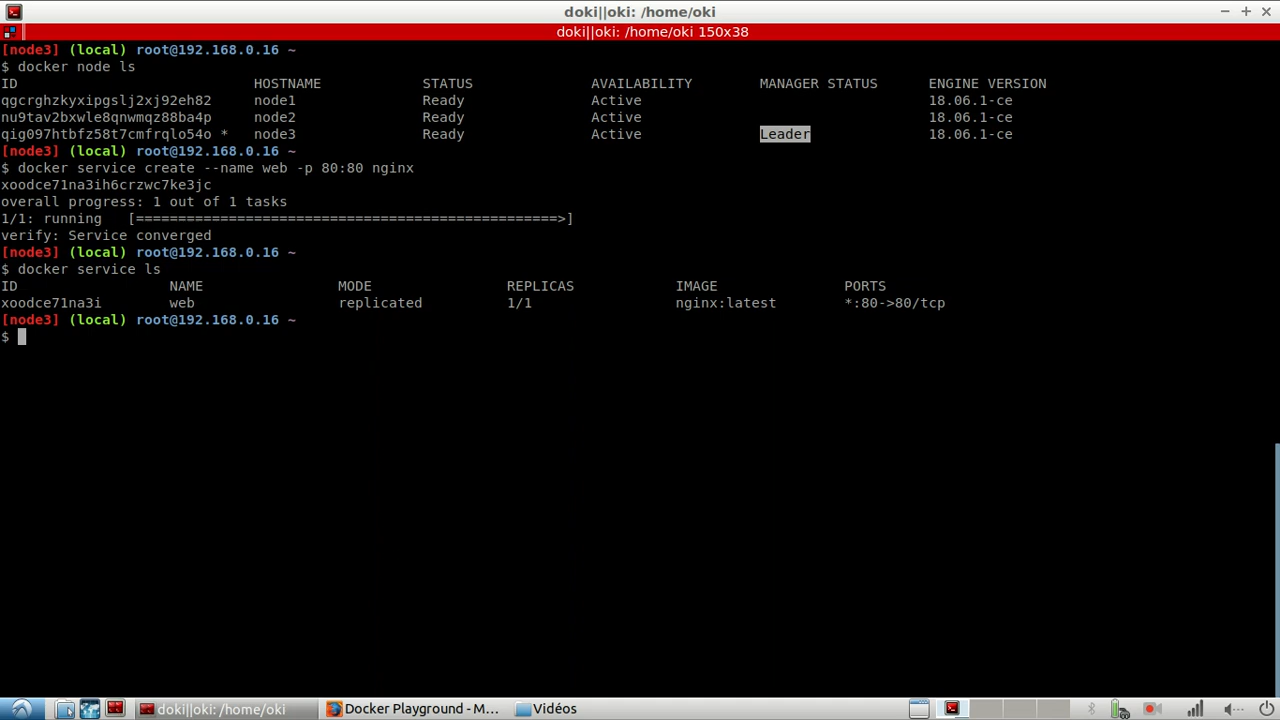 doki||oki: /home/oki
doki||oki: /home/oki 150x38
[node3] (local) root@192.168.0.16 ~
$ docker node ls
ID HOSTNAME STATUS AVAILABILITY MANAGER STATUS ENGINE VERSION
qgcrghzkyxipgslj2xj92eh82 node1 Ready Active 18.06.1-ce
nu9tav2bxwle8qnwmqz88ba4p node2 Ready Active 18.06.1-ce
qig097htbfz58t7cmfrqlo54o * node3 Ready Active Leader 18.06.1-ce
[node3] (local) root@192.168.0.16 ~
$ docker service create --name web -p 80:80 nginx
xoodce71na3ih6crzwc7ke3jc
overall progress: 1 out of 1 tasks
1/1: running [==================================================>]
verify: Service converged
[node3] (local) root@192.168.0.16 ~
$ docker service ls
ID NAME MODE REPLICAS IMAGE PORTS
xoodce71na3i web replicated 1/1 nginx:latest *:80->80/tcp
[node3] (local) root@192.168.0.16 ~
$
doki||oki: /home/oki Docker Playground - M... Vidéos